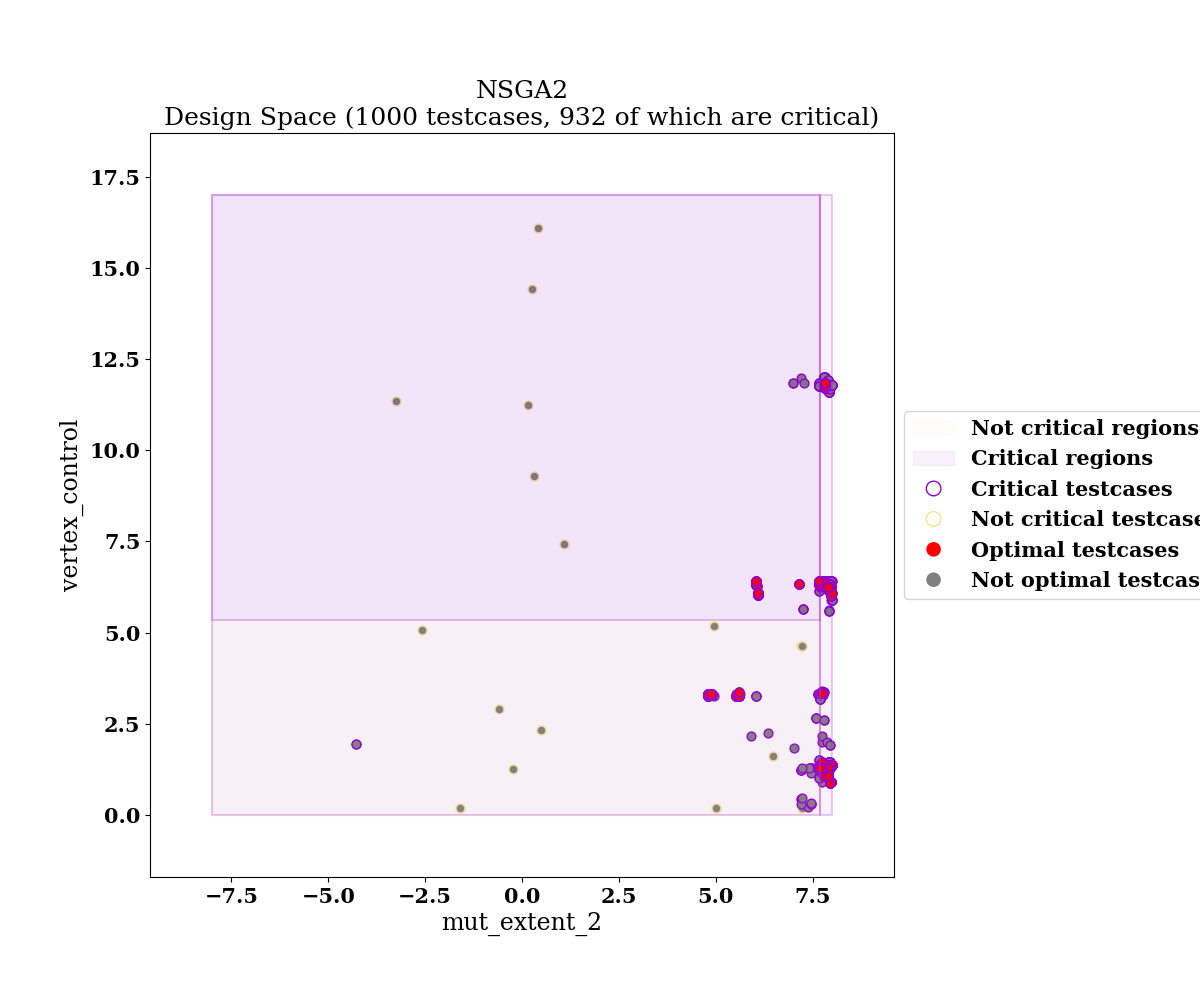 NSGA2
Design Space (1000 testcases, 932 of which are critical)
17.5
15.0
12.5
10.0
7.5
5.0
2.5
0.0
vertex_control
−7.5
−5.0
−2.5
0.0
2.5
5.0
7.5
mut_extent_2
Not critical regions
Critical regions
Critical testcases
Not critical testcase
Optimal testcases
Not optimal testcas